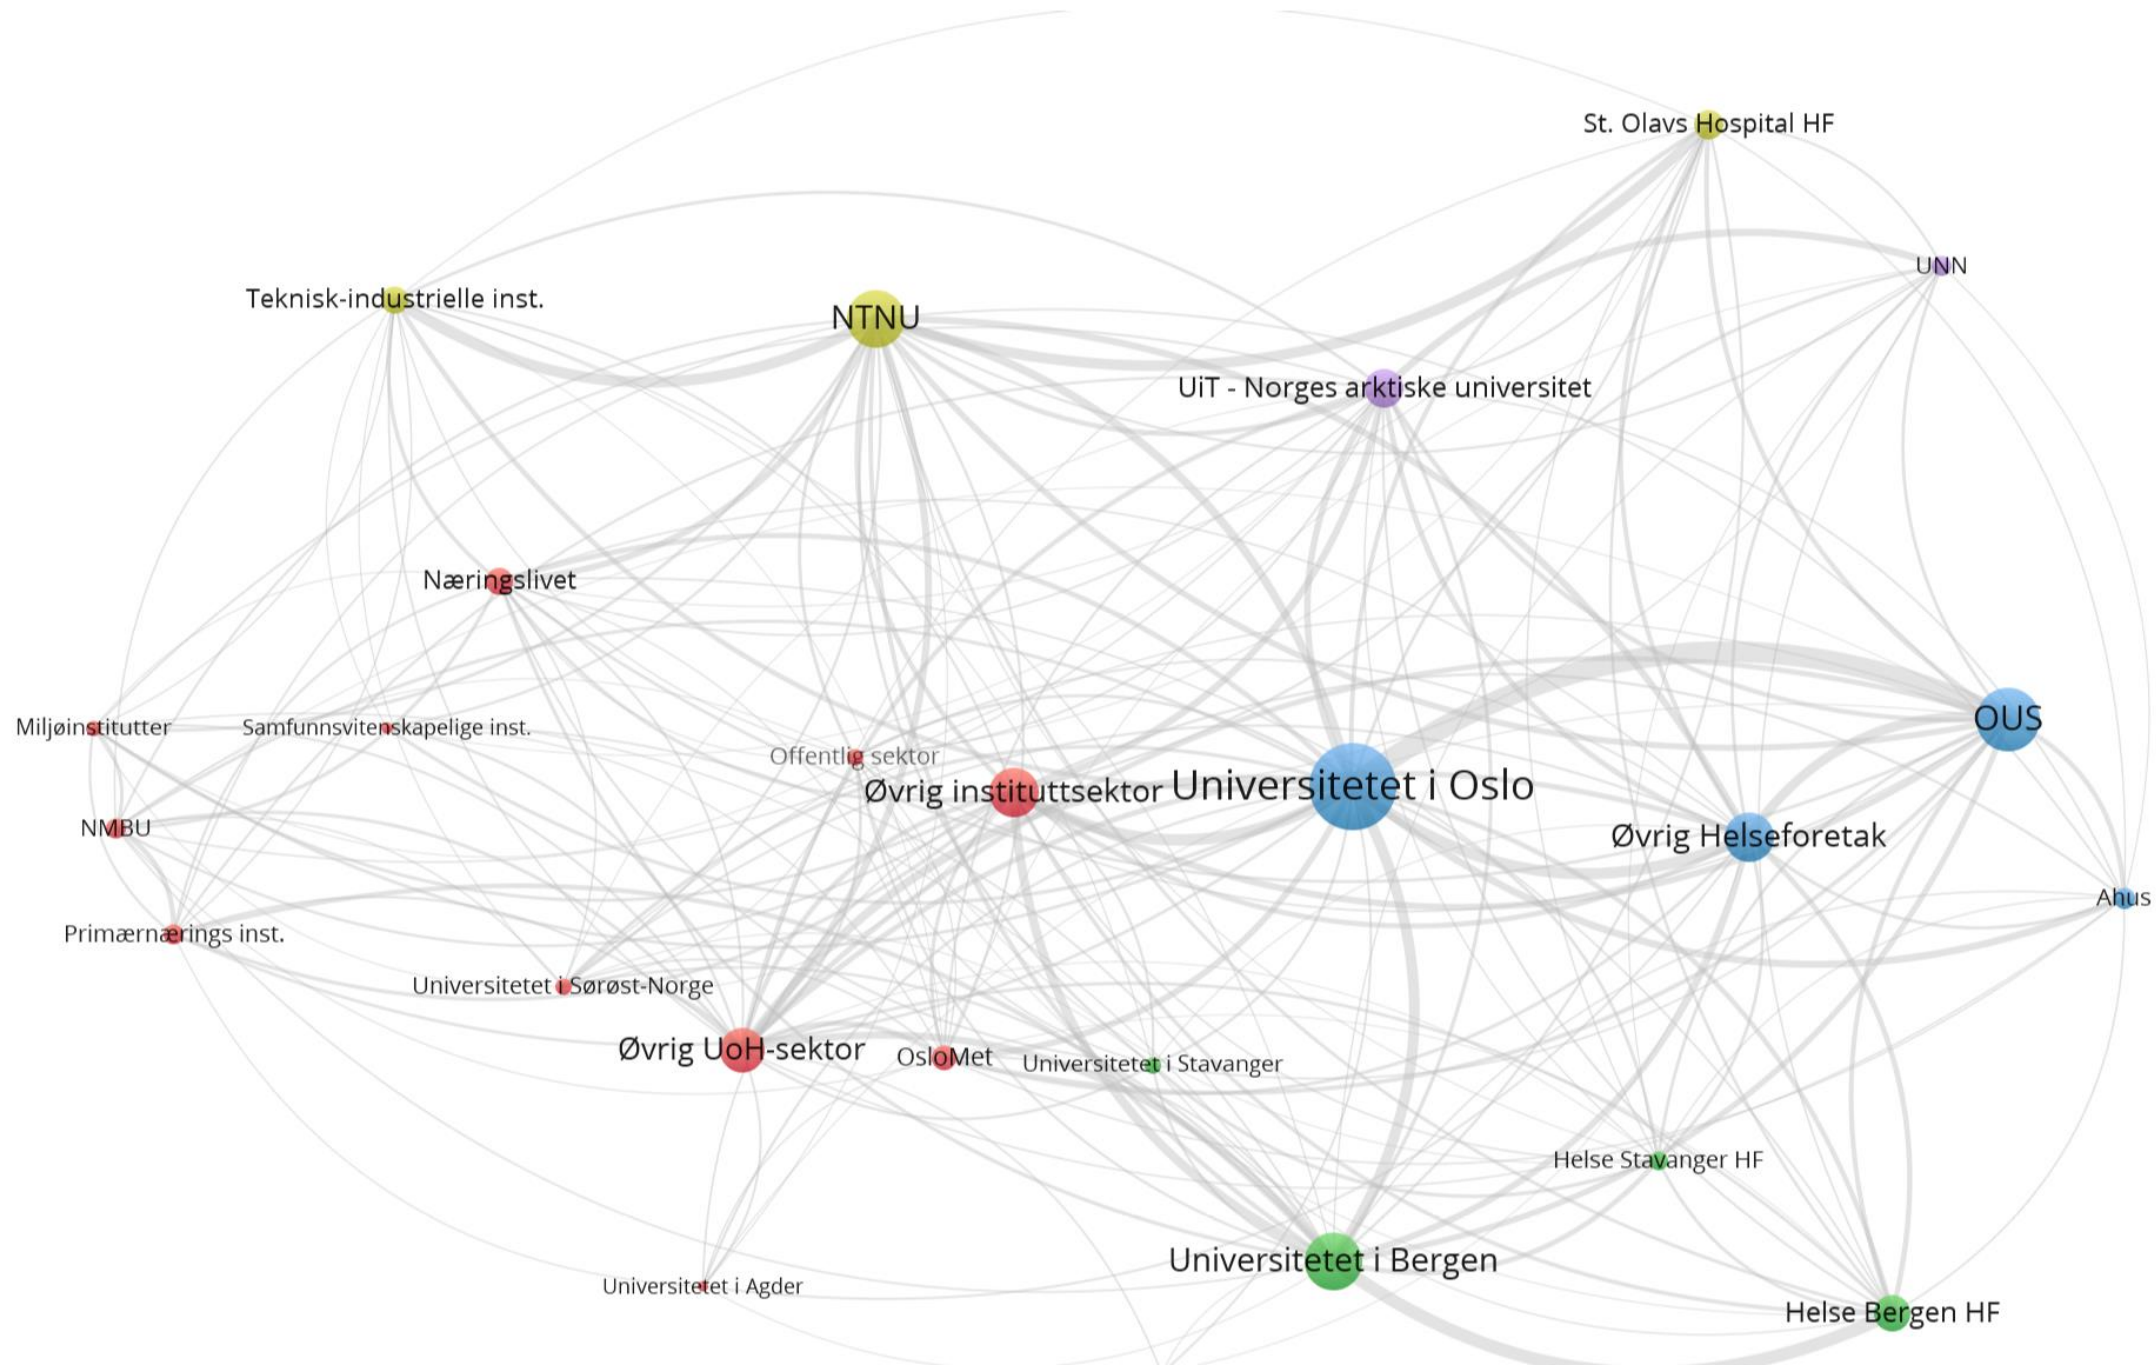 St. Olavs Hospital HF
UNN
Teknisk-industrielle inst.
NTNU
UiT - Norges arktiske universitet
Næringslivet
OUS
Miljøinstitutter
Samfunnsvitenskapelige inst.
Offentlig sektor
Øvrig instituttsektor
Universitetet i Oslo
NMBU
Øvrig Helseforetak
Ahus
Primærnærings inst.
Universitetet i Sørøst-Norge
Øvrig UoH-sektor
OsloMet
Universitetet i Stavanger
Helse Stavanger HF
Universitetet i Bergen
Universitetet i Agder
Helse Bergen HF